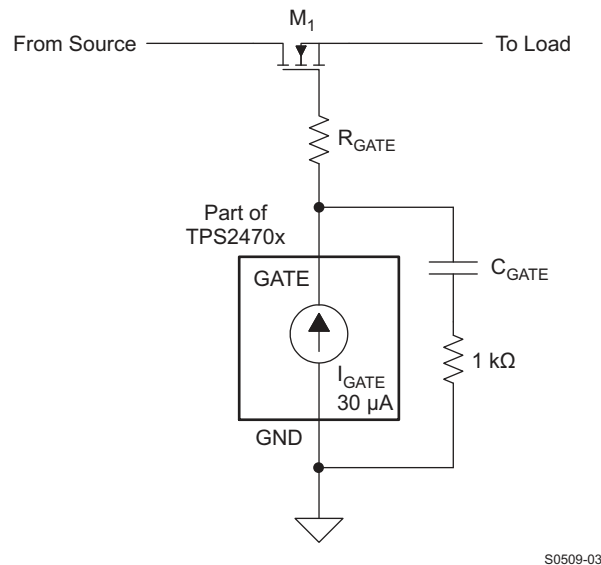 M1
From Source
To Load
RGATE
Part of
TPS2470x
GATE
CGATE
IGATE
30 µA
1 kΩ
GND
S0509-03